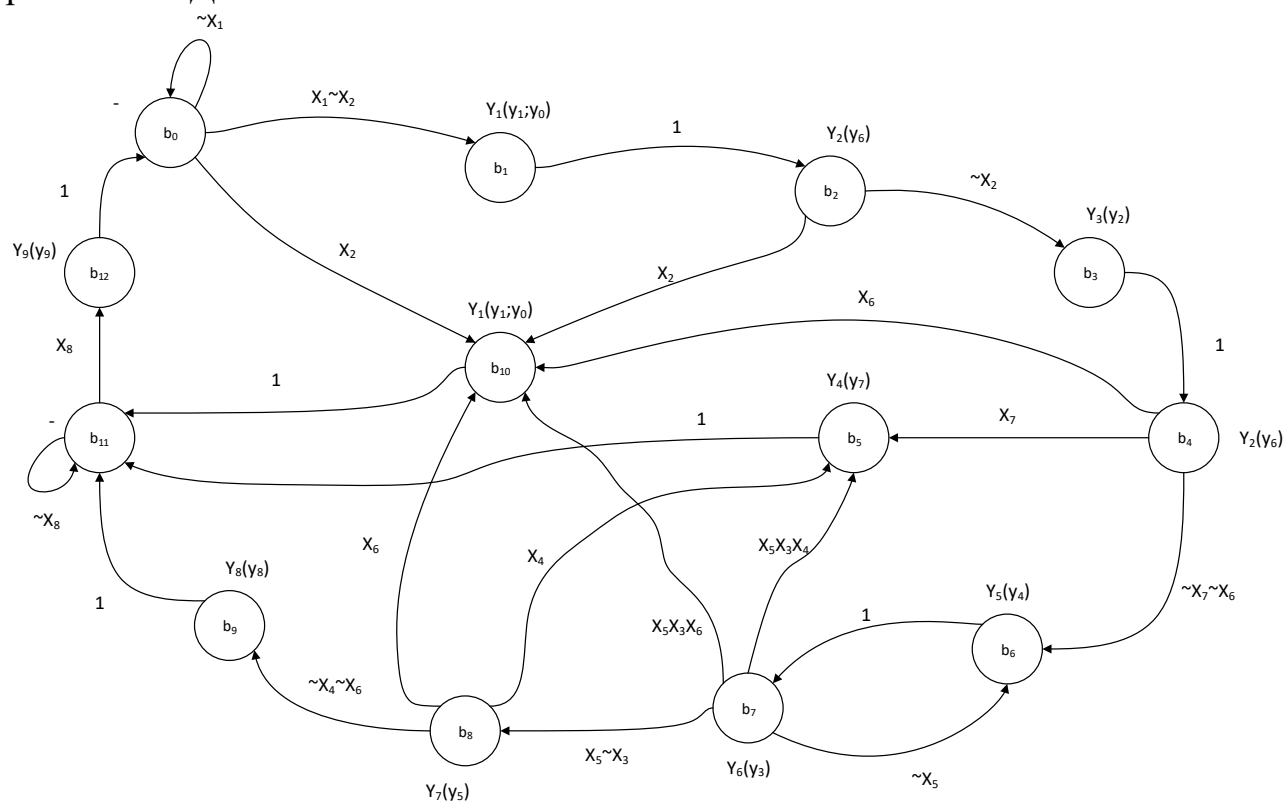 ~X₁
-
b₀
X₁~X₂
Y₁(y₁;y₀)
b₁
1
Y₂(y₆)
b₂
~X₂
Y₃(y₂)
b₃
1
Y₉(y₉)
b₁₂
X₂
X₂
Y₁(y₁;y₀)
b₁₀
X₆
1
X₈
1
Y₄(y₇)
b₅
X₇
b₄
Y₂(y₆)
-
b₁₁
1
~X₈
X₆
X₄
X₅X₃X₄
Y₈(y₈)
b₉
1
X₅X₃X₆
1
Y₅(y₄)
b₆
~X₇~X₆
~X₄~X₆
b₈
Y₇(y₅)
X₅~X₃
b₇
Y₆(y₃)
~X₅